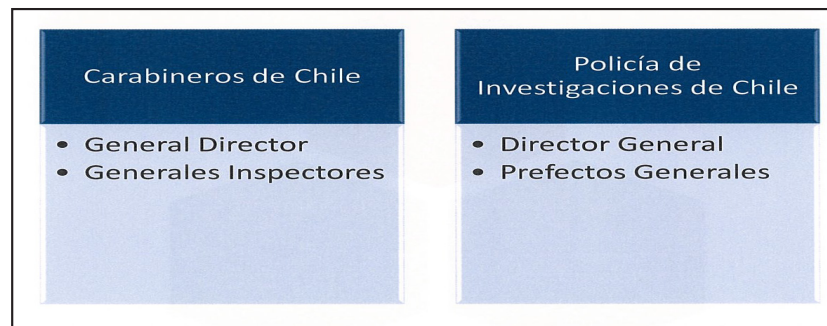 Carabineros de Chile
• General Director
• Generales Inspectores
Policía de
Investigaciones de Chile
• Director General
• Prefectos Generales